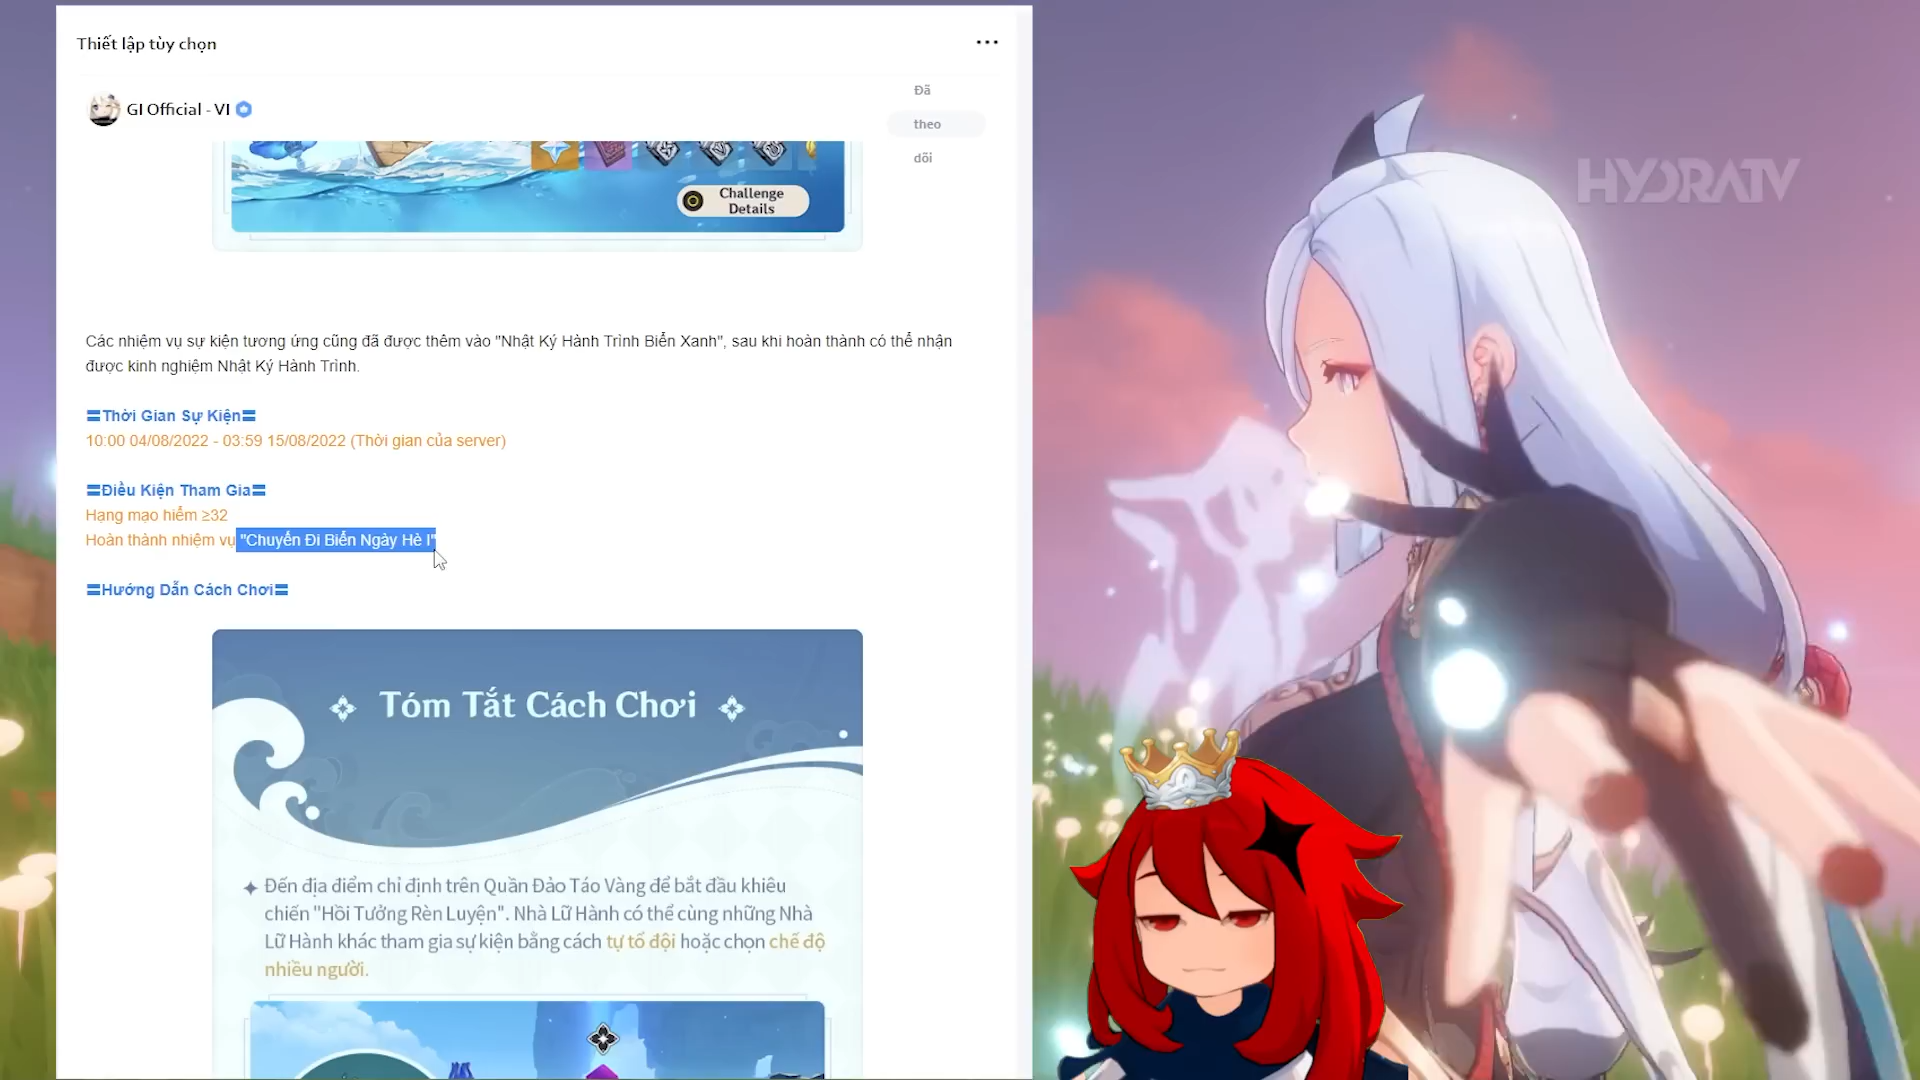 Thiết lập tùy chọn
GI Official - VI
Đã
theo
dõi
Challenge
Details
HYDRATV
Các nhiệm vụ sự kiện tương ứng cũng đã được thêm vào "Nhật Ký Hành Trình Biển Xanh", sau khi hoàn thành có thể nhận
được kinh nghiệm Nhật Ký Hành Trình.
〓Thời Gian Sự Kiện〓
10:00 04/08/2022 - 03:59 15/08/2022 (Thời gian của server)
〓Điều Kiện Tham Gia〓
Hạng mạo hiểm ≥32
Hoàn thành nhiệm vụ "Chuyến Đi Biển Ngày Hè I"
〓Hướng Dẫn Cách Chơi〓
Tóm Tắt Cách Chơi
Đến địa điểm chỉ định trên Quần Đảo Táo Vàng để bắt đầu khiêu
chiến "Hồi Tưởng Rèn Luyện". Nhà Lữ Hành có thể cùng những Nhà
Lữ Hành khác tham gia sự kiện bằng cách tự tổ đội hoặc chọn chế độ
nhiều người.